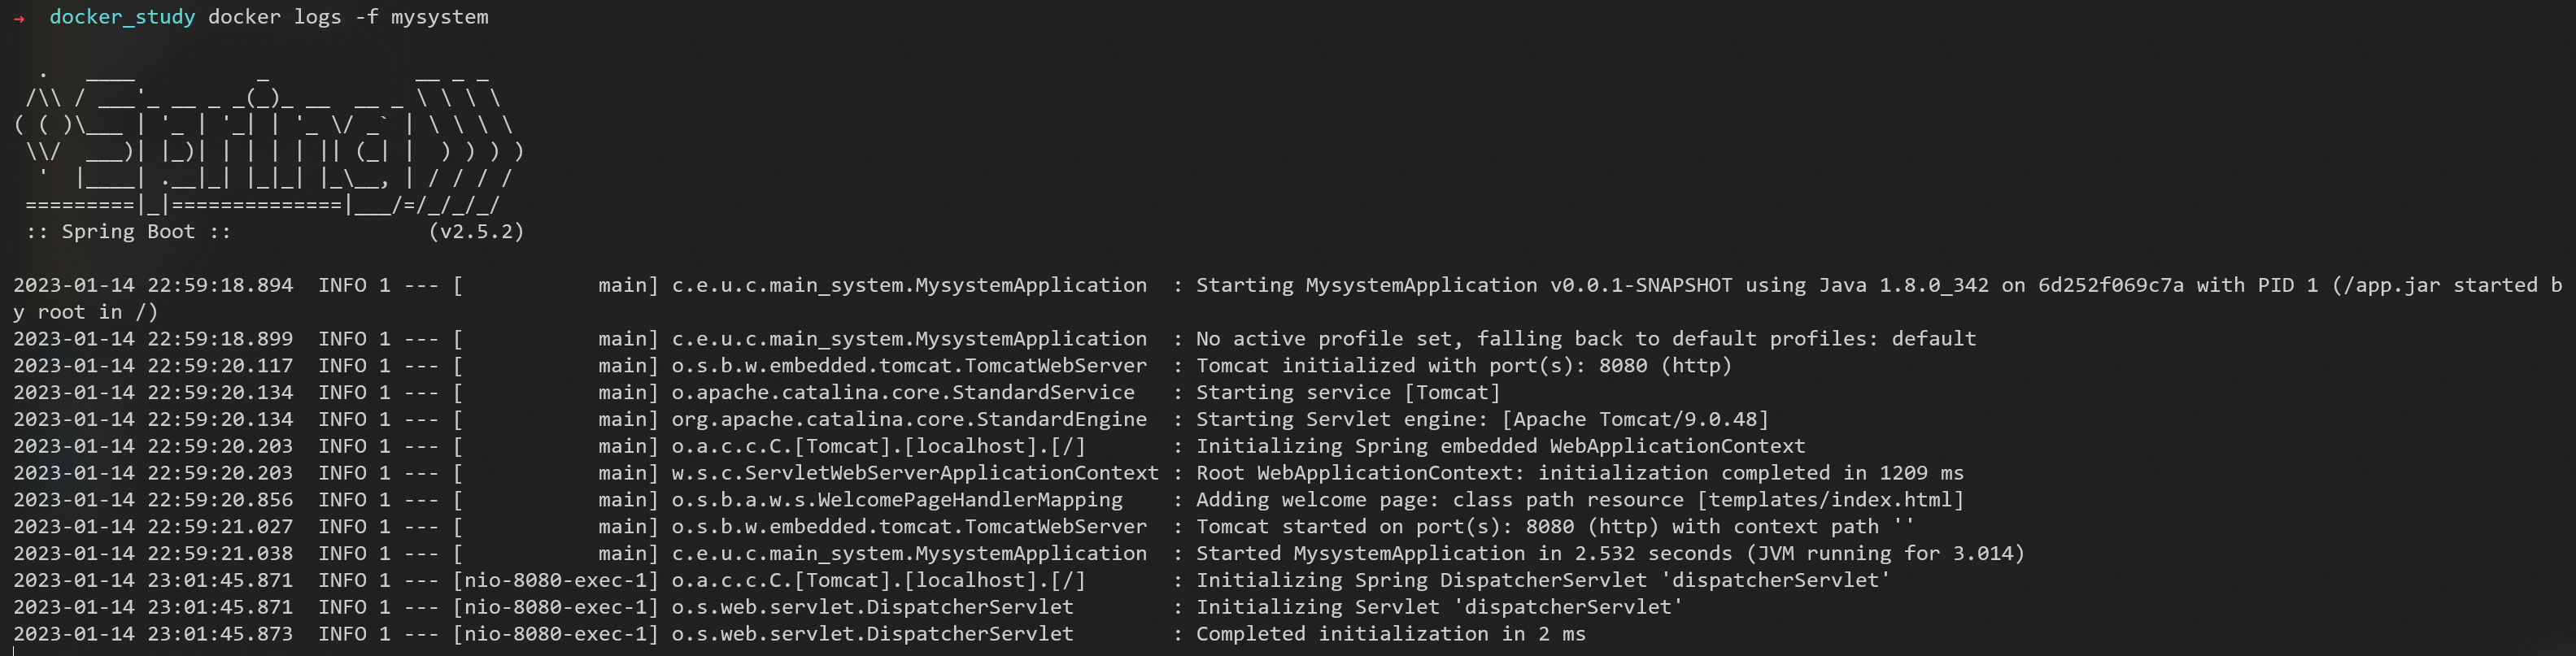 →  docker_study docker logs -f mysystem

  .   ____          _            __ _ _
 /\\ / ___'_ __ _ _(_)_ __  __ _ \ \ \ \
( ( )\___ | '_ | '_| | '_ \/ _` | \ \ \ \
 \\/  ___)| |_)| | | | | || (_| |  ) ) ) )
  '  |____| .__|_| |_|_| |_\__, | / / / /
 =========|_|==============|___/=/_/_/_/
 :: Spring Boot ::                (v2.5.2)

2023-01-14 22:59:18.894  INFO 1 --- [           main] c.e.u.c.main_system.MysystemApplication  : Starting MysystemApplication v0.0.1-SNAPSHOT using Java 1.8.0_342 on 6d252f069c7a with PID 1 (/app.jar started b
y root in /)
2023-01-14 22:59:18.899  INFO 1 --- [           main] c.e.u.c.main_system.MysystemApplication  : No active profile set, falling back to default profiles: default
2023-01-14 22:59:20.117  INFO 1 --- [           main] o.s.b.w.embedded.tomcat.TomcatWebServer  : Tomcat initialized with port(s): 8080 (http)
2023-01-14 22:59:20.134  INFO 1 --- [           main] o.apache.catalina.core.StandardService   : Starting service [Tomcat]
2023-01-14 22:59:20.134  INFO 1 --- [           main] org.apache.catalina.core.StandardEngine  : Starting Servlet engine: [Apache Tomcat/9.0.48]
2023-01-14 22:59:20.203  INFO 1 --- [           main] o.a.c.c.C.[Tomcat].[localhost].[/]       : Initializing Spring embedded WebApplicationContext
2023-01-14 22:59:20.203  INFO 1 --- [           main] w.s.c.ServletWebServerApplicationContext : Root WebApplicationContext: initialization completed in 1209 ms
2023-01-14 22:59:20.856  INFO 1 --- [           main] o.s.b.a.w.s.WelcomePageHandlerMapping    : Adding welcome page: class path resource [templates/index.html]
2023-01-14 22:59:21.027  INFO 1 --- [           main] o.s.b.w.embedded.tomcat.TomcatWebServer  : Tomcat started on port(s): 8080 (http) with context path ''
2023-01-14 22:59:21.038  INFO 1 --- [           main] c.e.u.c.main_system.MysystemApplication  : Started MysystemApplication in 2.532 seconds (JVM running for 3.014)
2023-01-14 23:01:45.871  INFO 1 --- [nio-8080-exec-1] o.a.c.c.C.[Tomcat].[localhost].[/]       : Initializing Spring DispatcherServlet 'dispatcherServlet'
2023-01-14 23:01:45.871  INFO 1 --- [nio-8080-exec-1] o.s.web.servlet.DispatcherServlet        : Initializing Servlet 'dispatcherServlet'
2023-01-14 23:01:45.873  INFO 1 --- [nio-8080-exec-1] o.s.web.servlet.DispatcherServlet        : Completed initialization in 2 ms